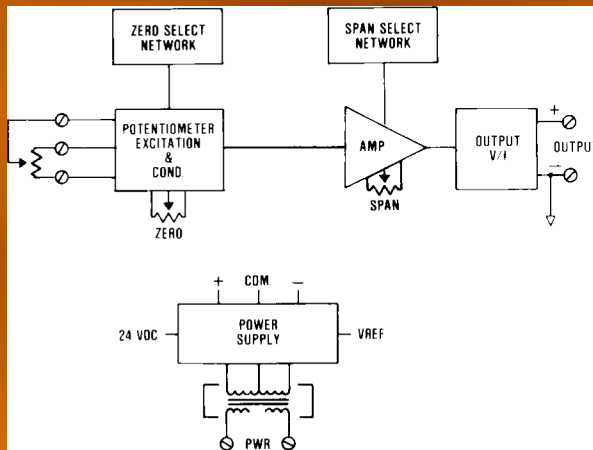 ZERO SELECT
NETWORK
SPAN SELECT
NETWORK
POTENTIOMETER
EXCITATION
&
COND.
ZERO
AMP
SPAN
OUTPUT
V/I
+
OUTPUT
−
+ COM. −
24 VDC
POWER
SUPPLY
VREF
PWR